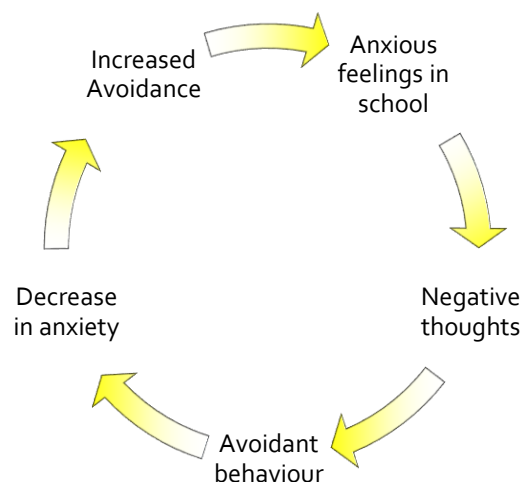 Increased
Avoidance
Anxious
feelings in
school
Negative
thoughts
Avoidant
behaviour
Decrease
in anxiety